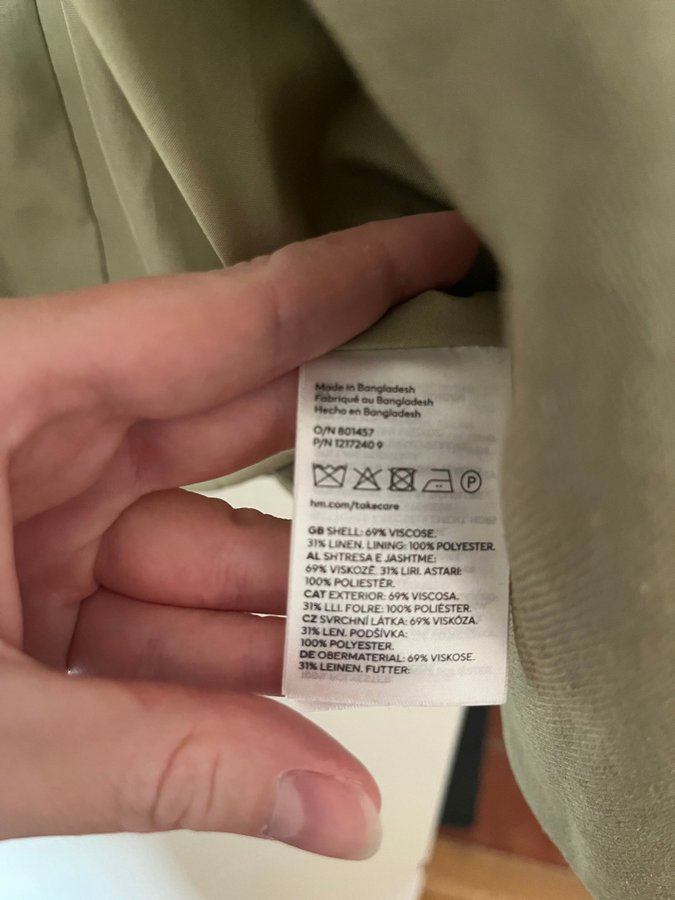 Made in Bangladesh
Fabriqué au Bangladesh
Hecho en Bangladesh
O/N 801457
P/N 1217240 9
P
hm.com/takecare
GB SHELL: 69% VISCOSE.
31% LINEN. LINING: 100% POLYESTER.
AL SHTRESA E JASHTME:
69% VISKOZË. 31% LIRI. ASTARI:
100% POLIESTËR.
CAT EXTERIOR: 69% VISCOSA.
31% LLI. FOLRE: 100% POLIÈSTER.
CZ SVRCHNÍ LÁTKA: 69% VISKÓZA.
31% LEN. PODŠÍVKA:
100% POLYESTER.
DE OBERMATERIAL: 69% VISKOSE.
31% LEINEN. FUTTER: